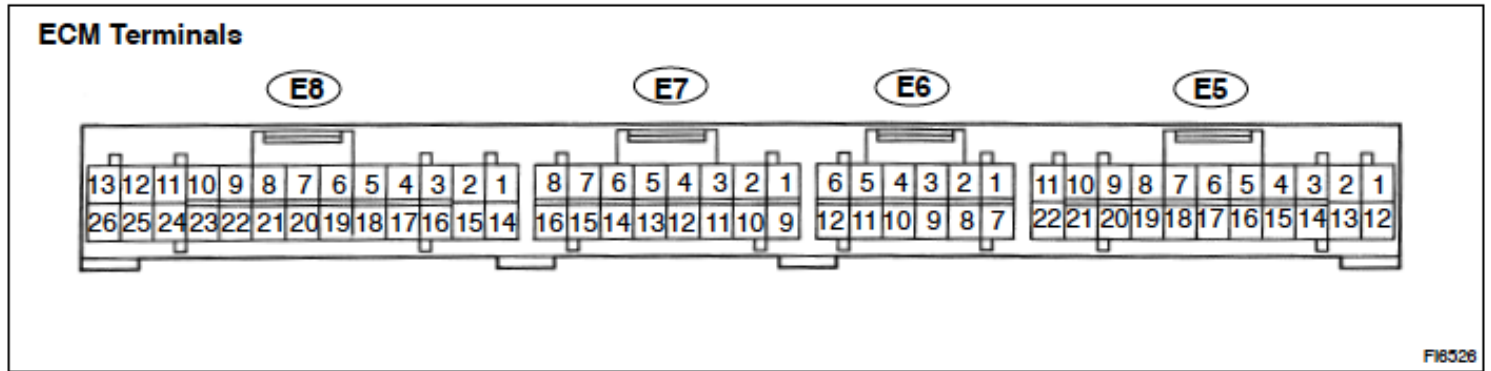 ECM Terminals
E8 E7 E6 E5
13 12 11 10 9 8 7 6 5 4 3 2 1 8 7 6 5 4 3 2 1 6 5 4 3 2 1 11 10 9 8 7 6 5 4 3 2 1
26 25 24 23 22 21 20 19 18 17 16 15 14 16 15 14 13 12 11 10 9 12 11 10 9 8 7 22 21 20 19 18 17 16 15 14 13 12
FI6526